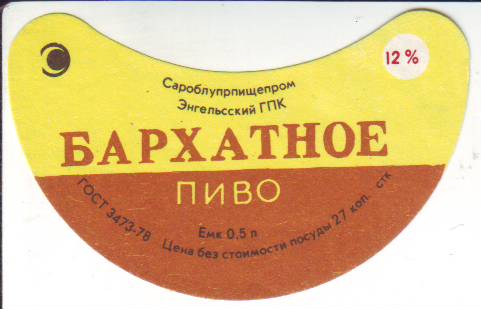 12 %
Сароблупрпищепром
Энгельсский ГПК
БАРХАТНОЕ
ПИВО
Емк 0,5 л
ГОСТ 3473-78 Цена без стоимости посуды 27 коп. стк